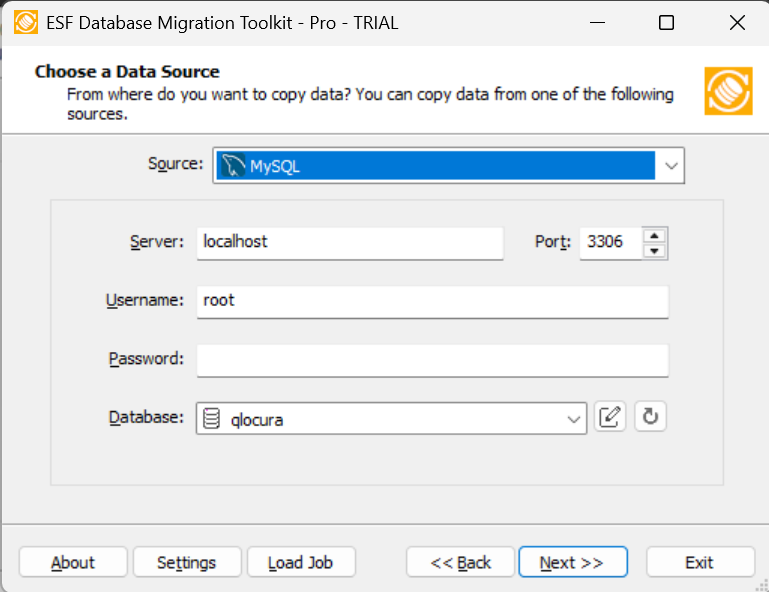 ESF Database Migration Toolkit - Pro - TRIAL
Choose a Data Source
From where do you want to copy data? You can copy data from one of the following
sources.
Source: MySQL
Server: localhost Port: 3306
Username: root
Password:
Database: qlocura
About Settings Load Job << Back Next >> Exit